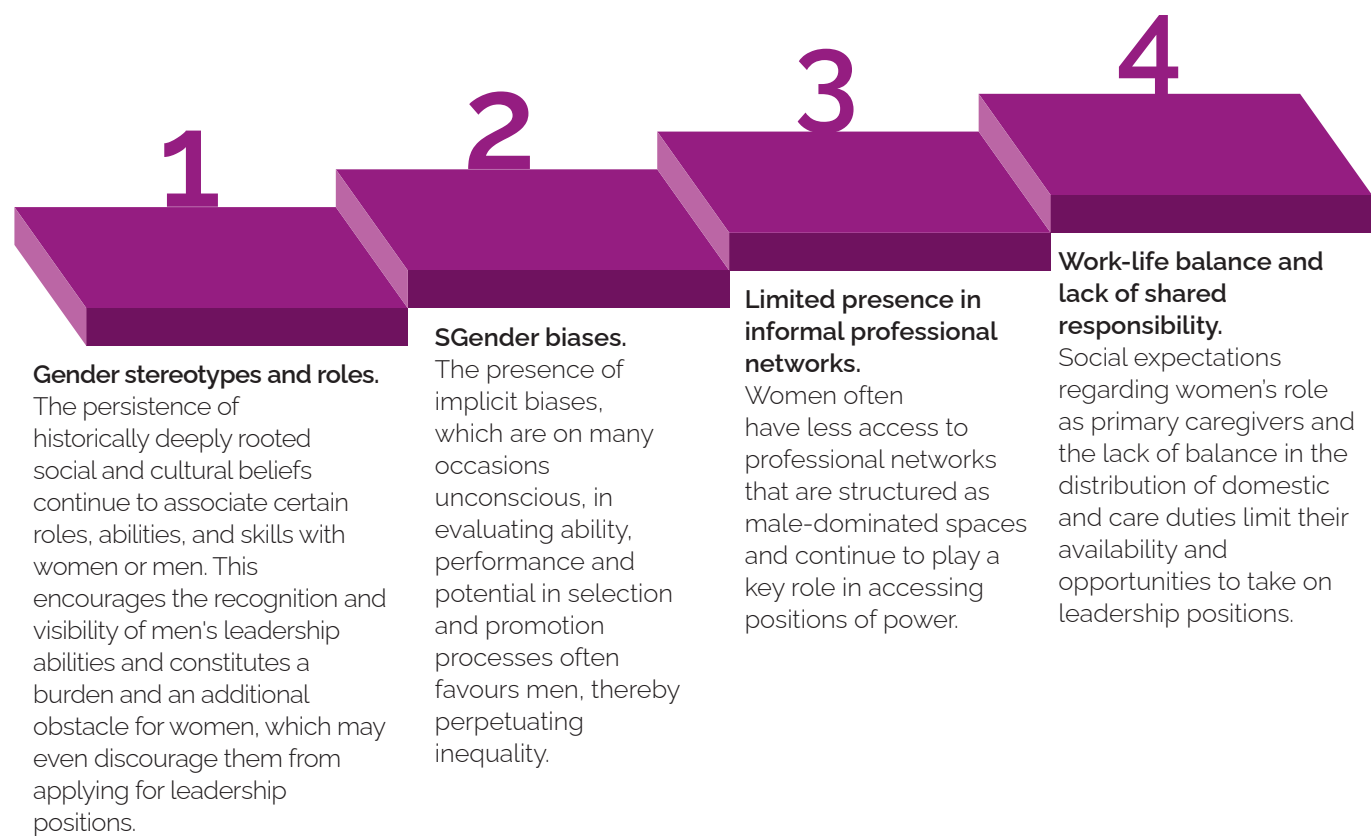 1
Gender stereotypes and roles.
The persistence of
historically deeply rooted
social and cultural beliefs
continue to associate certain
roles, abilities, and skills with
women or men. This
encourages the recognition and
visibility of men's leadership
abilities and constitutes a
burden and an additional
obstacle for women, which may
even discourage them from
applying for leadership
positions.
2
SGender biases.
The presence of
implicit biases,
which are on many
occasions
unconscious, in
evaluating ability,
performance and
potential in selection
and promotion
processes often
favours men, thereby
perpetuating
inequality.
3
Limited presence in
informal professional
networks.
Women often
have less access to
professional networks
that are structured as
male-dominated spaces
and continue to play a
key role in accessing
positions of power.
4
Work-life balance and
lack of shared
responsibility.
Social expectations
regarding women's role
as primary caregivers and
the lack of balance in the
distribution of domestic
and care duties limit their
availability and
opportunities to take on
leadership positions.